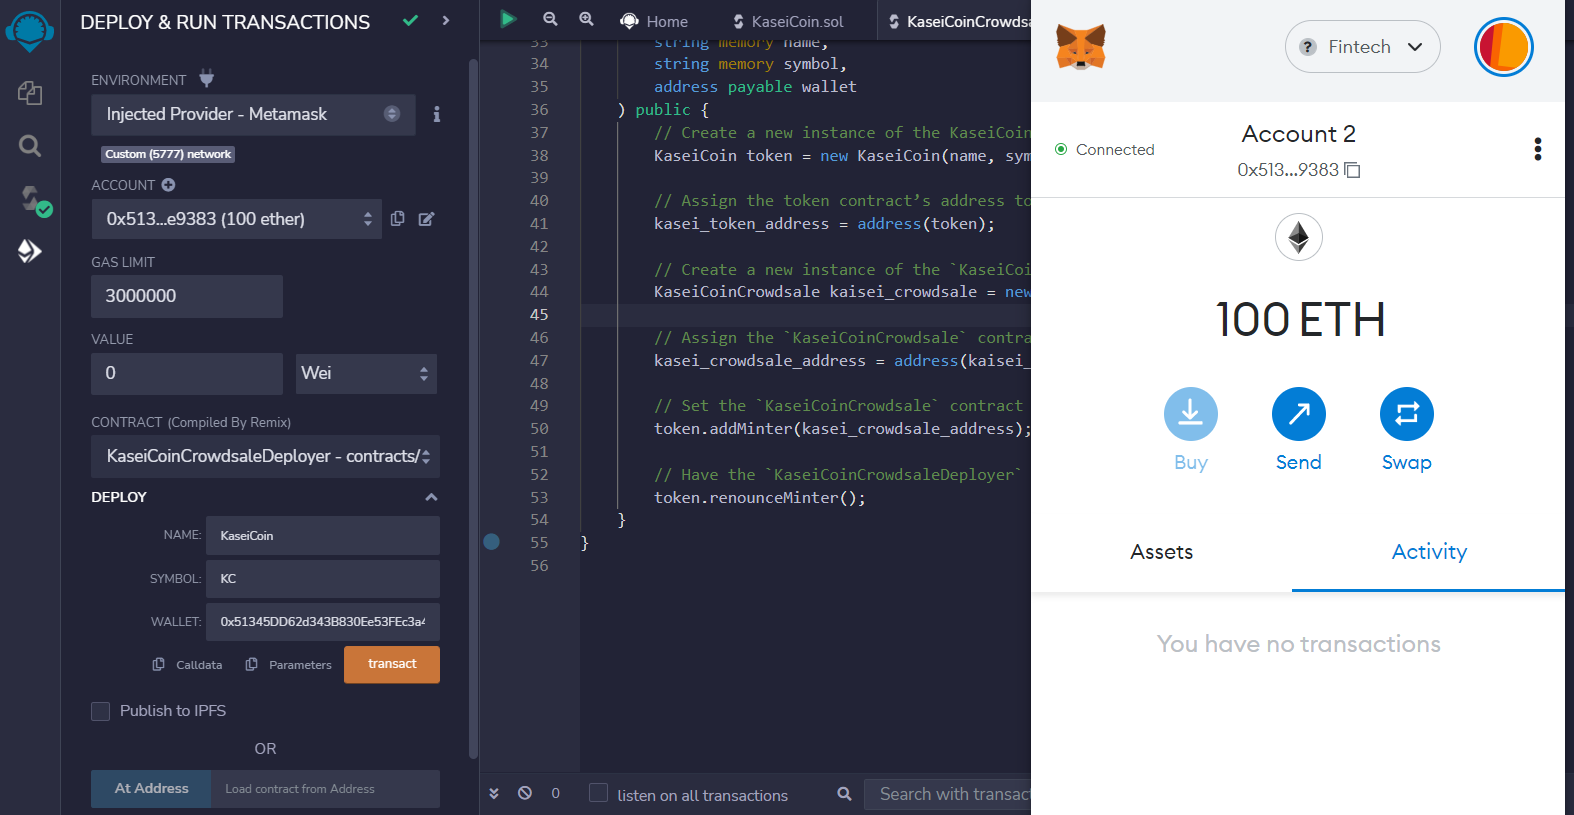 DEPLOY & RUN TRANSACTIONS
ENVIRONMENT
Injected Provider - Metamask
Custom (5777) network
ACCOUNT
0x513...e9383 (100 ether)
GAS LIMIT
3000000
VALUE
0
Wei
CONTRACT (Compiled By Remix)
KaseiCoinCrowdsaleDeployer - contracts/
DEPLOY
NAME:
KaseiCoin
SYMBOL:
KC
WALLET:
0x51345DD62d343B830Ee53FEc3a4
Calldata
Parameters
transact
Publish to IPFS
OR
At Address
Load contract from Address
Home
KaseiCoin.sol
KaseiCoinCrowdsa
33 string memory name,
34 string memory symbol,
35 address payable wallet
36 ) public {
37 // Create a new instance of the KaseiCoin
38 KaseiCoin token = new KaseiCoin(name, sym
39
40 // Assign the token contract’s address to
41 kasei_token_address = address(token);
42
43 // Create a new instance of the `KaseiCoi
44 KaseiCoinCrowdsale kaisei_crowdsale = new
45
46 // Assign the `KaseiCoinCrowdsale` contra
47 kasei_crowdsale_address = address(kaisei_
48
49 // Set the `KaseiCoinCrowdsale` contract
50 token.addMinter(kasei_crowdsale_address);
51
52 // Have the `KaseiCoinCrowdsaleDeployer`
53 token.renounceMinter();
54 }
55 }
56
0
listen on all transactions
Search with transact
? Fintech
Connected
Account 2
0x513...9383
100 ETH
Buy
Send
Swap
Assets
Activity
You have no transactions